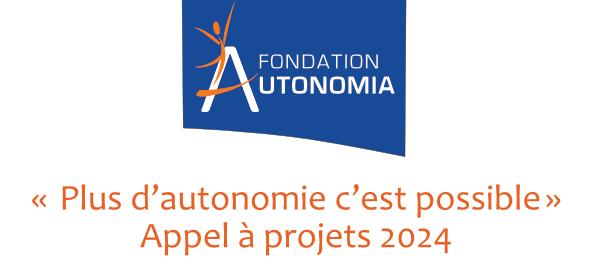 FONDATION
AUTONOMIA
« Plus d’autonomie c’est possible»
Appel à projets 2024